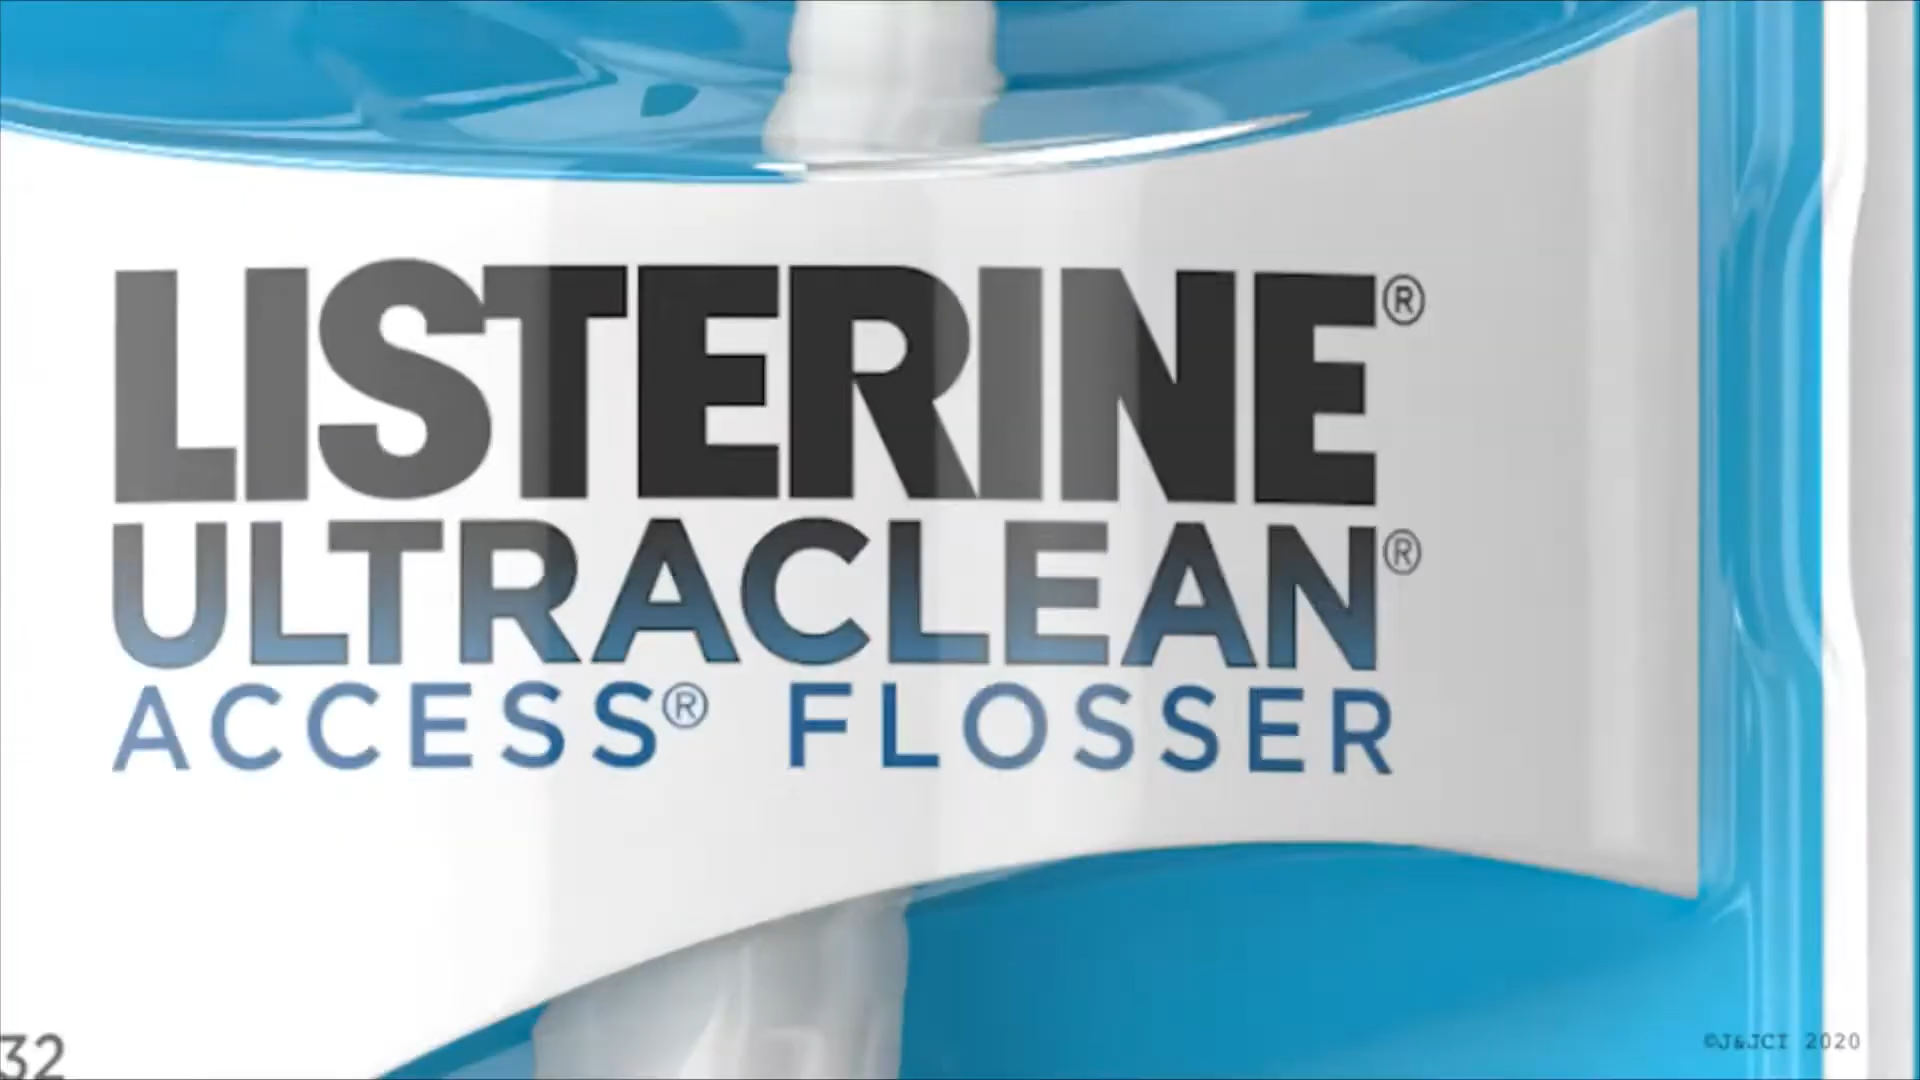 LISTERINE®
ULTRACLEAN®
ACCESS® FLOSSER
32
©J&JCI 2020